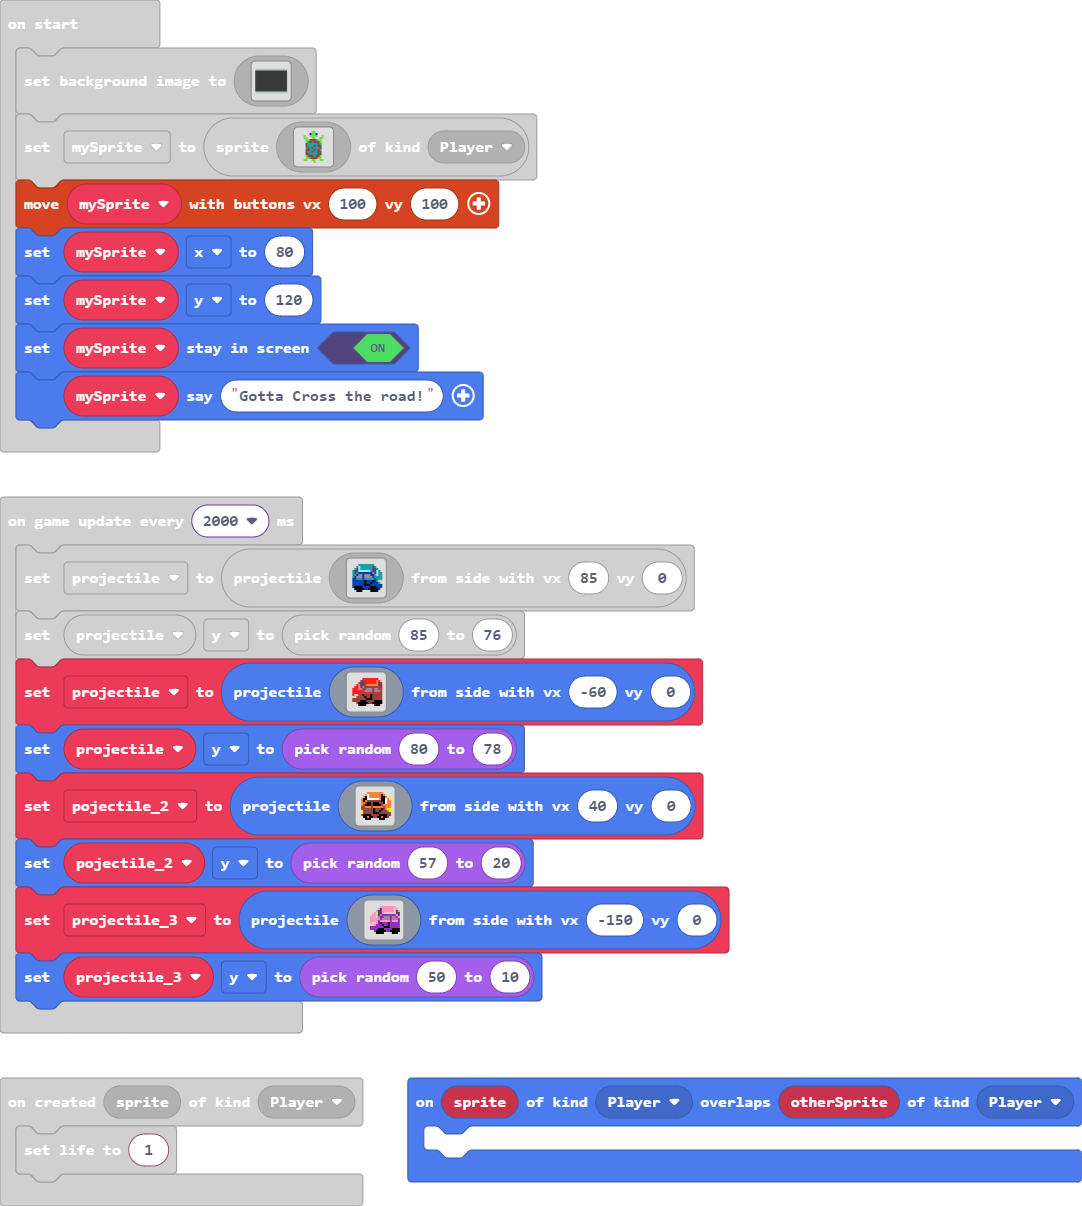 on start
set background image to
set mySprite to sprite of kind Player
move mySprite with buttons vx 100 vy 100
set mySprite x to 80
set mySprite y to 120
set mySprite stay in screen ON
mySprite say "Gotta Cross the road!"
on game update every 2000 ms
set projectile to projectile from side with vx 85 vy 0
set projectile y to pick random 85 to 76
set projectile to projectile from side with vx -60 vy 0
set projectile y to pick random 80 to 78
set pojectile_2 to projectile from side with vx 40 vy 0
set pojectile_2 y to pick random 57 to 20
set projectile_3 to projectile from side with vx -150 vy 0
set projectile_3 y to pick random 50 to 10
on created sprite of kind Player
set life to 1
on sprite of kind Player overlaps otherSprite of kind Player